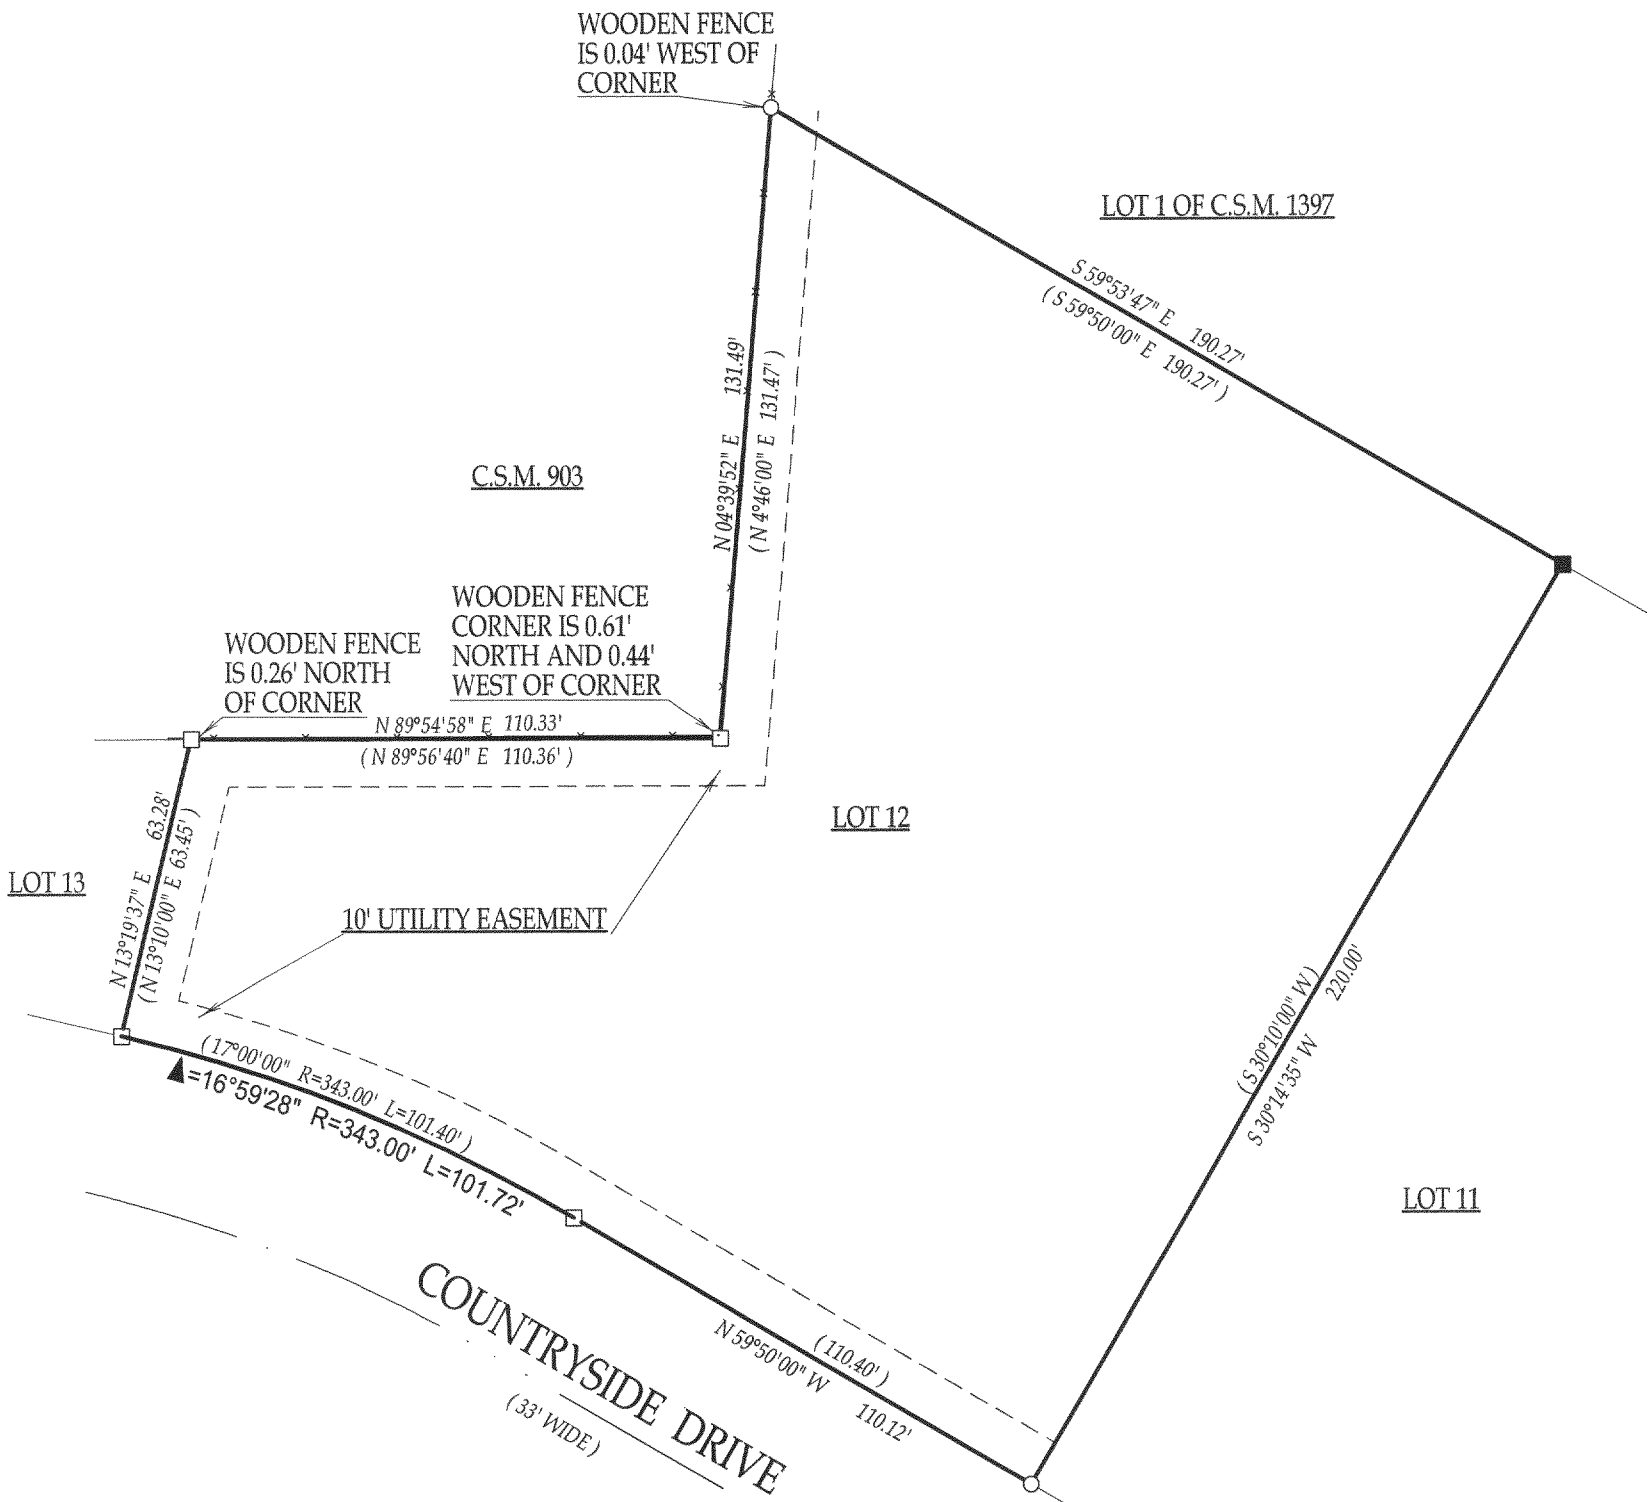 WOODEN FENCE
IS 0.04' WEST OF
CORNER
LOT 1 OF C.S.M. 1397
S 59°53'47" E 190.27'
( S 59°50'00" E 190.27' )
N 04°39'52" E 131.49'
( N 4°46'00" E 131.47' )
C.S.M. 903
WOODEN FENCE
CORNER IS 0.61'
NORTH AND 0.44'
WEST OF CORNER
WOODEN FENCE
IS 0.26' NORTH
OF CORNER
N 89°54'58" E 110.33'
( N 89°56'40" E 110.36' )
LOT 12
LOT 13
N 13°19'37" E 63.28'
( N 13°10'00" E 63.45' )
10' UTILITY EASEMENT
( S 30°10'00" W )
S 30°14'35" W 220.00'
( 17°00'00" R=343.00' L=101.40' )
▲=16°59'28" R=343.00' L=101.72'
LOT 11
( 110.40' )
N 59°50'00" W 110.12'
COUNTRYSIDE DRIVE
( 33' WIDE )